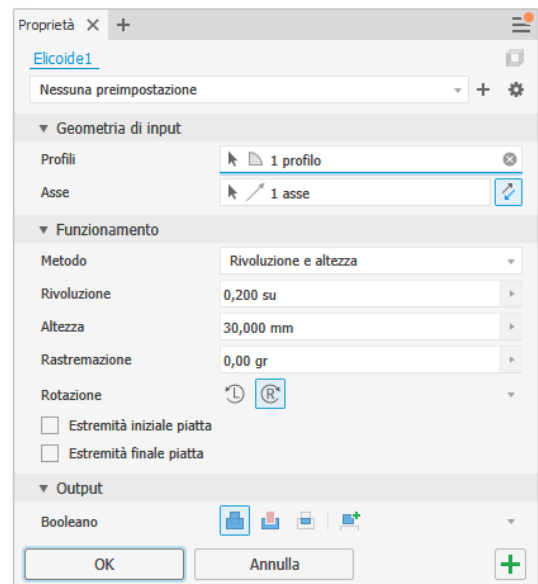 Proprietà
Elicoide1
Nessuna preimpostazione
Geometria di input
Profili 1 profilo
Asse 1 asse
Funzionamento
Metodo Rivoluzione e altezza
Rivoluzione 0,200 su
Altezza 30,000 mm
Rastremazione 0,00 gr
Rotazione L R
Estremità iniziale piatta
Estremità finale piatta
Output
Booleano
OK Annulla